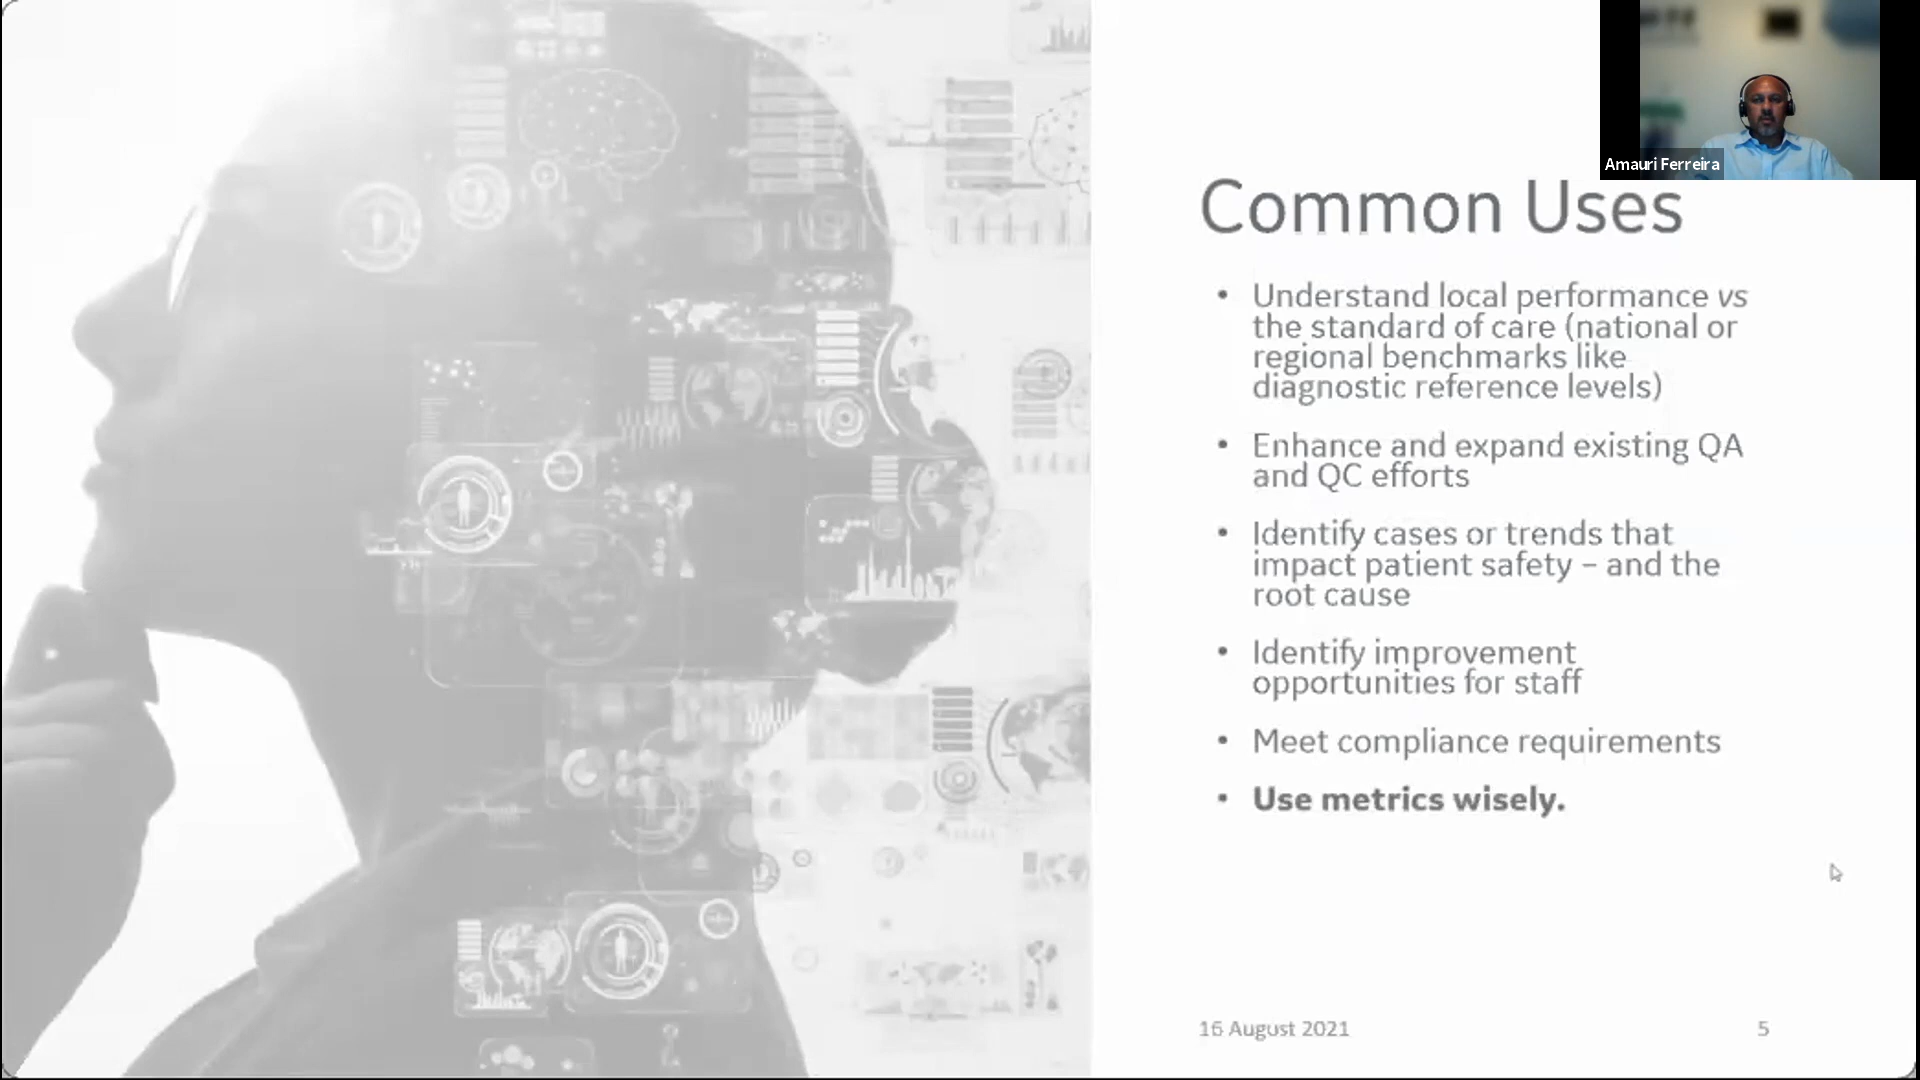 Amauri Ferreira
Common Uses
• Understand local performance vs
the standard of care (national or
regional benchmarks like
diagnostic reference levels)
• Enhance and expand existing QA
and QC efforts
• Identify cases or trends that
impact patient safety – and the
root cause
• Identify improvement
opportunities for staff
• Meet compliance requirements
• Use metrics wisely.
16 August 2021
5